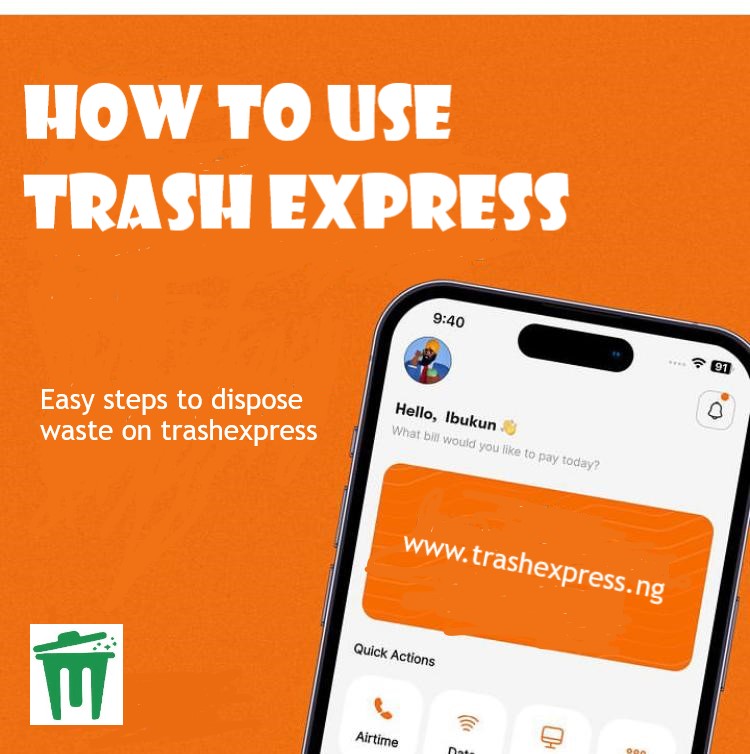 HOW TO USE
TRASH EXPRESS
Easy steps to dispose
waste on trashexpress
9:40
91
Hello, Ibukun 👋
What bill would you like to pay today?
www.trashexpress.ng
Quick Actions
Airtime
Data